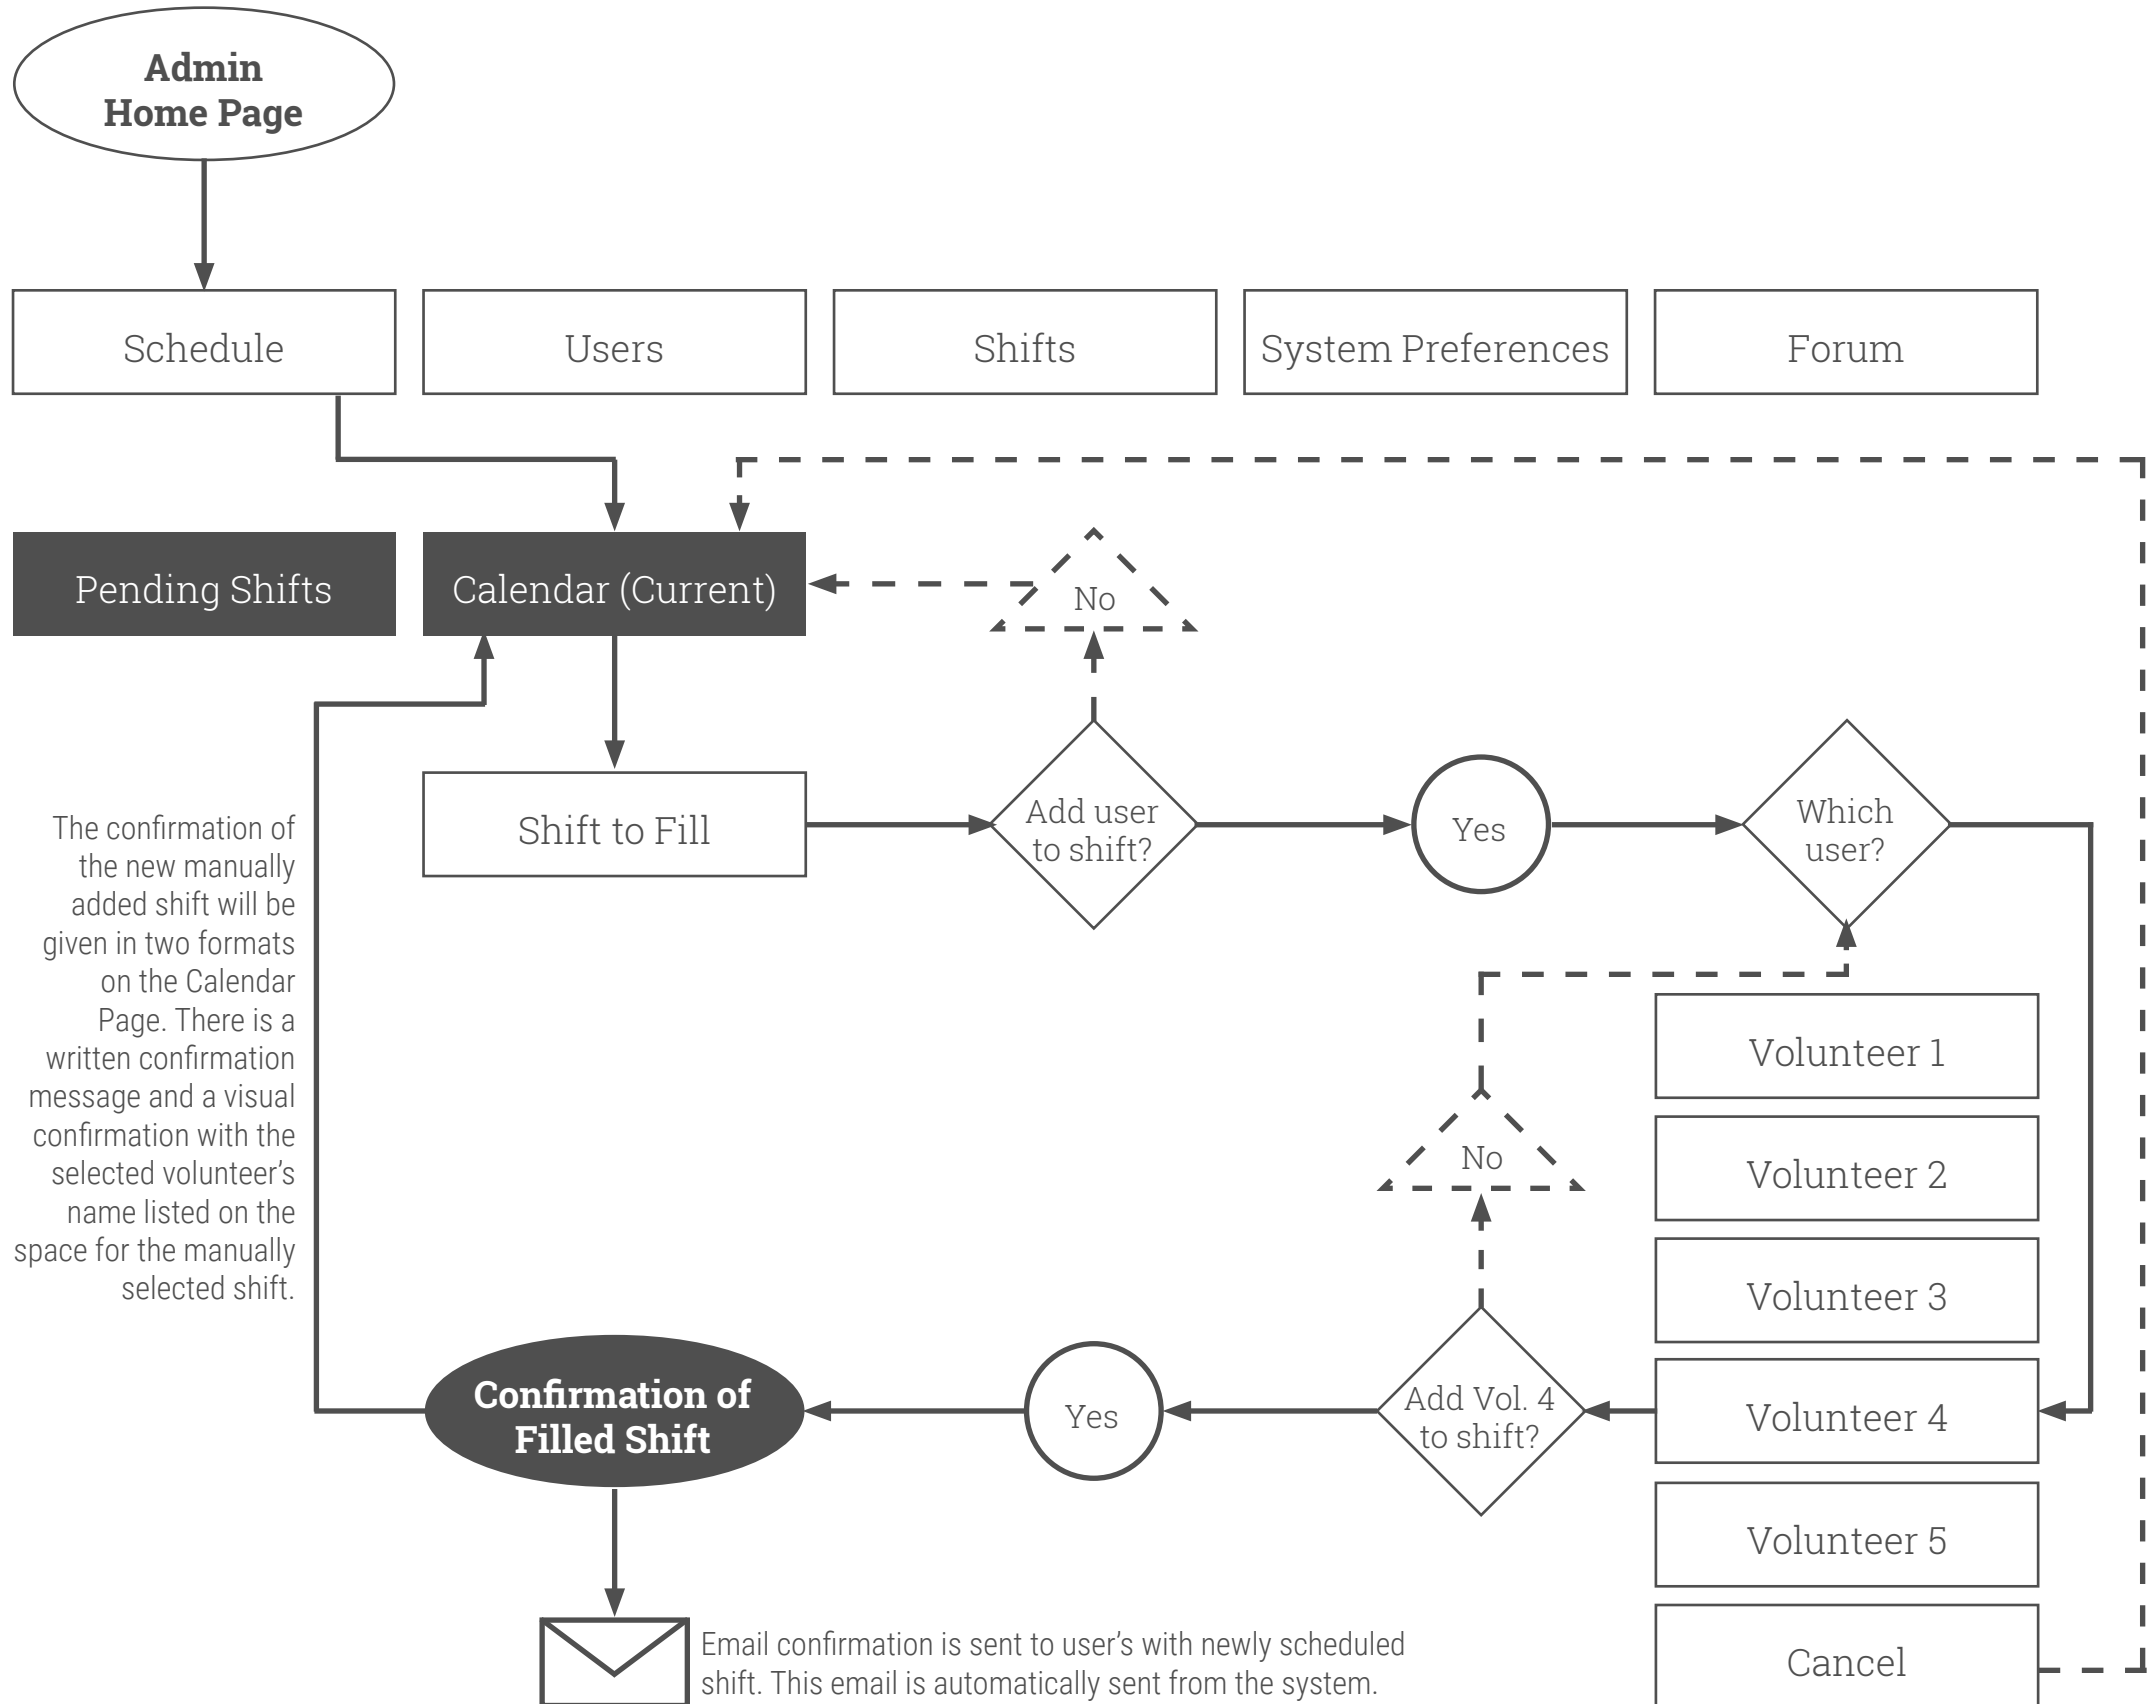 Admin
Home Page
Schedule
Users
Shifts
System Preferences
Forum
Pending Shifts
Calendar (Current)
No
Shift to Fill
Add user
to shift?
Yes
Which
user?
The confirmation of
the new manually
added shift will be
given in two formats
on the Calendar
Page. There is a
written confirmation
message and a visual
confirmation with the
selected volunteer’s
name listed on the
space for the manually
selected shift.
Volunteer 1
Volunteer 2
No
Volunteer 3
Volunteer 4
Add Vol. 4
to shift?
Yes
Confirmation of
Filled Shift
Volunteer 5
Cancel
Email confirmation is sent to user’s with newly scheduled
shift. This email is automatically sent from the system.